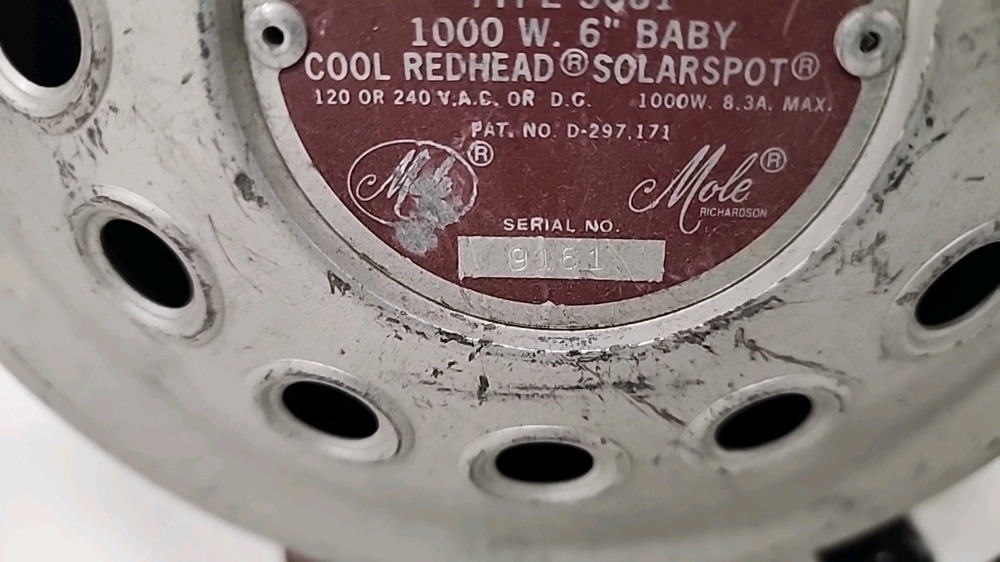 1000 W. 6" BABY
COOL REDHEAD® SOLARSPOT®
120 OR 240 V.A.C. OR D.C. 1000W. 8.3A. MAX.
PAT. NO. D-297,171
Mole ®
Mole ®
RICHARDSON
SERIAL NO.
9161